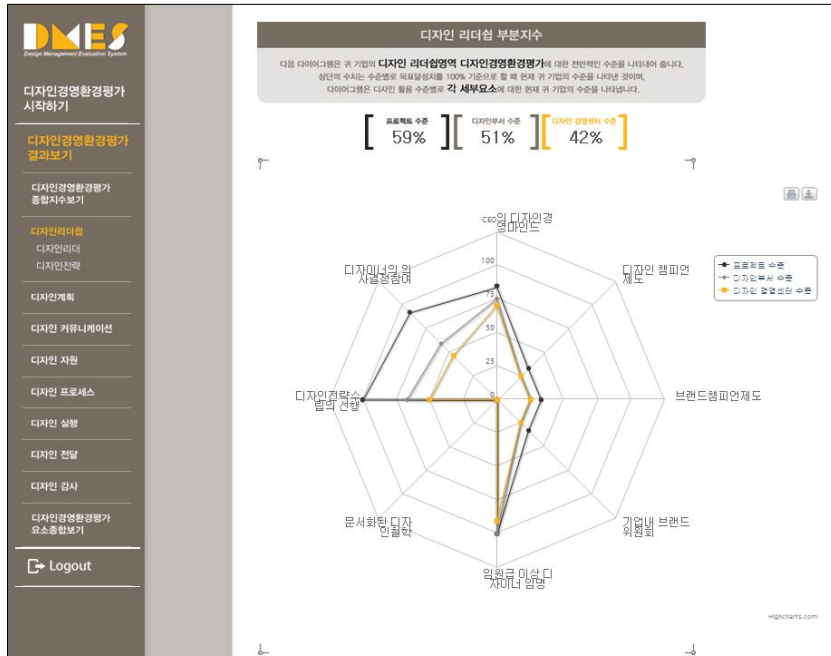 DMES
Design Management Evaluation System
디자인경영환경평가
시작하기
디자인경영환경평가
결과보기
디자인경영환경평가
종합지수보기
디자인리더쉽
디자인리더
디자인전략
디자인계획
디자인 커뮤니케이션
디자인 자원
디자인 프로세스
디자인 실행
디자인 전달
디자인 감사
디자인경영환경평가
요소종합보기
Logout
디자인 리더쉽 부분지수
다음 다이어그램은 귀 기업의 디자인 리더쉽영역 디자인경영환경평가에 대한 전반적인 수준을 나타내어 줍니다.
상단의 수치는 수준별로 목표달성치를 100% 기준으로 할 때 현재 귀 기업의 수준을 나타낸 것이며,
다이어그램은 디자인 활용 수준별로 각 세부요소에 대한 현재 귀 기업의 수준을 나타냅니다.
프로젝트 수준
59%
디자인부서 수준
51%
디자인 경영센터 수준
42%
CEO의 디자인경
영마인드
디자인 챔피언
제도
브랜드챔피언제도
기업내 브랜드
위원회
임원급 이상 디
자이너 임명
문서화된 디자
인철학
디자인전략수
립의 선행
디자이너의 의
사결정참여
100
75
50
25
0
프로젝트 수준
디자인부서 수준
디자인 경영센터 수준
Highcharts.com